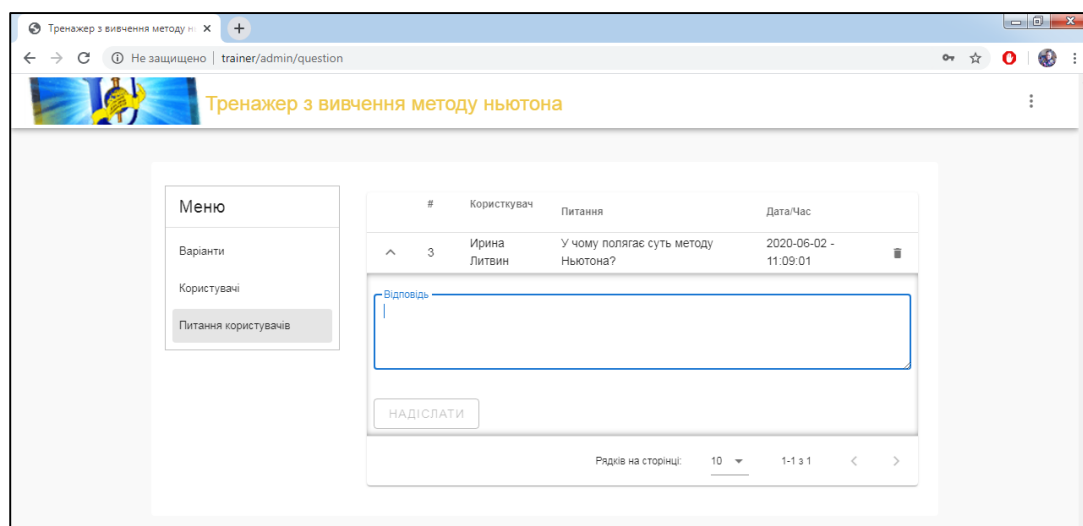 Тренажер з вивчення методу н
Не защищено | trainer/admin/question
Тренажер з вивчення методу ньютона
Меню
Варіанти
Користувачі
Питання користувачів
# Користкувач Питання Дата/Час
3 Ирина Литвин У чому полягає суть методу Ньютона? 2020-06-02 - 11:09:01
Відповідь
НАДІСЛАТИ
Рядків на сторінці: 10 1-1 з 1